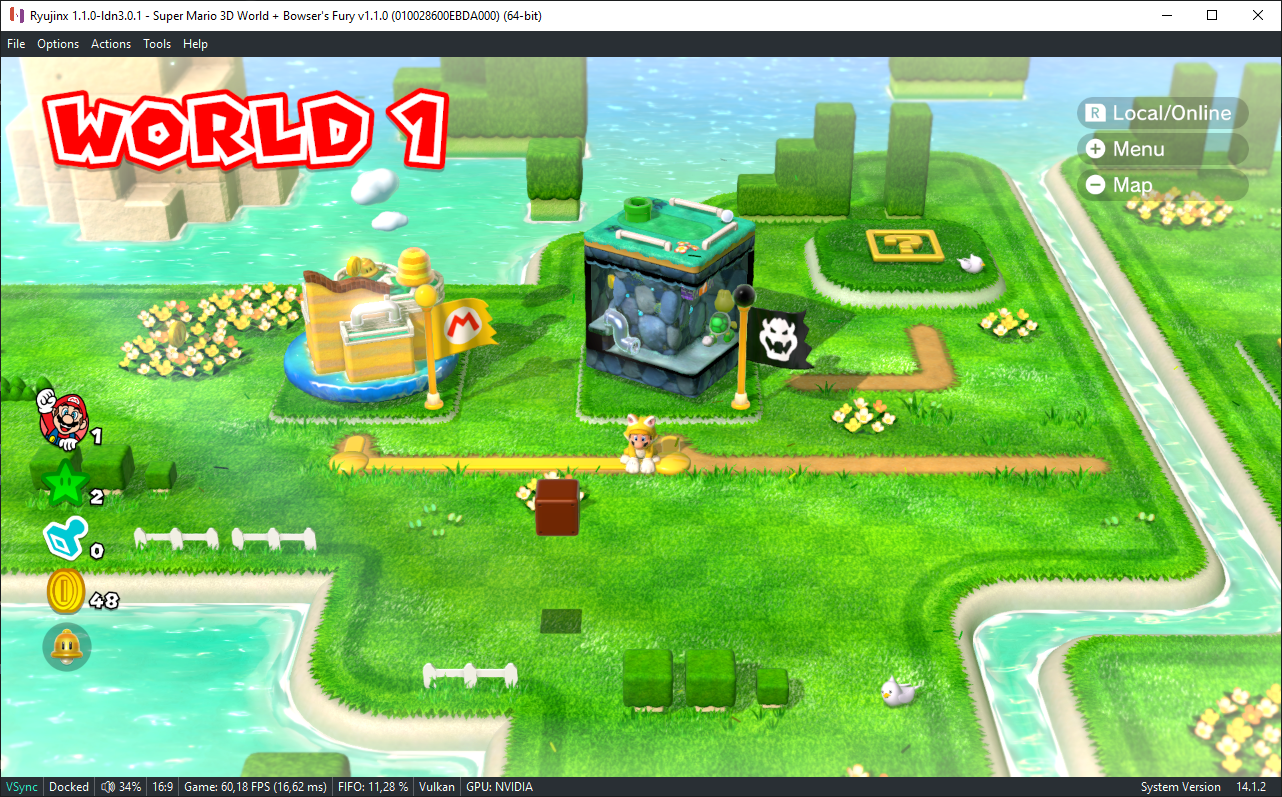 Ryujinx 1.1.0-ldn3.0.1 - Super Mario 3D World + Bowser's Fury v1.1.0 (010028600EBDA000) (64-bit)
File Options Actions Tools Help
WORLD 1
R Local/Online
+ Menu
− Map
?
M
1
2
0
48
VSync Docked 34% 16:9 Game: 60,18 FPS (16,62 ms) FIFO: 11,28 % Vulkan GPU: NVIDIA System Version 14.1.2